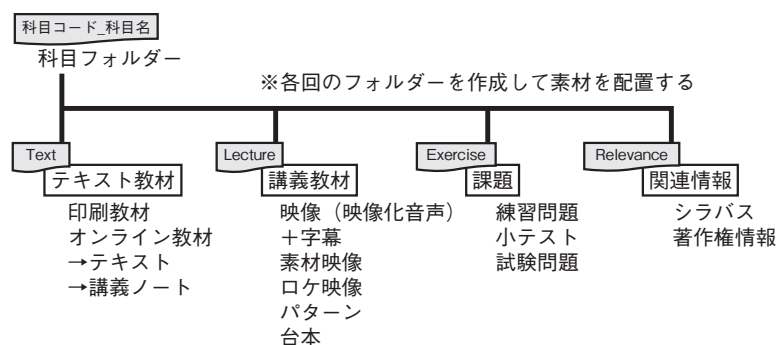 科目コード_科目名
科目フォルダー
※各回のフォルダーを作成して素材を配置する
Text
テキスト教材
印刷教材
オンライン教材
→テキスト
→講義ノート
Lecture
講義教材
映像（映像化音声）
＋字幕
素材映像
ロケ映像
パターン
台本
Exercise
課題
練習問題
小テスト
試験問題
Relevance
関連情報
シラバス
著作権情報